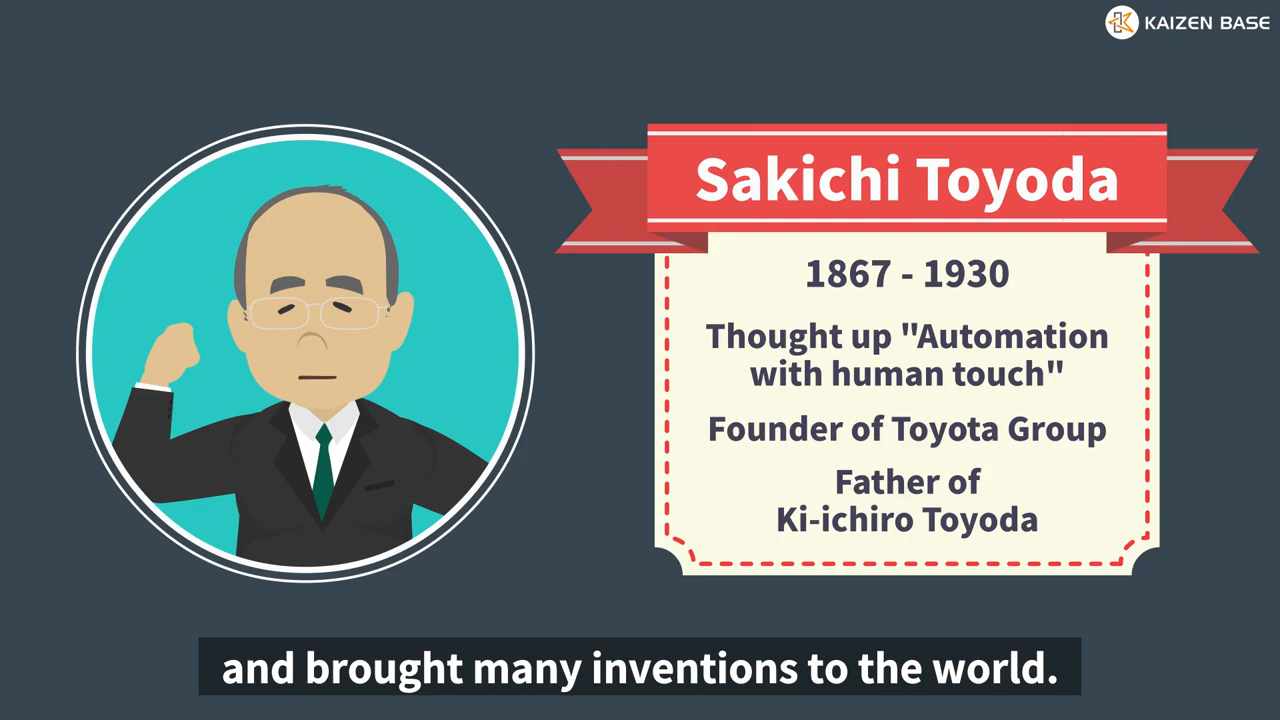 KAIZEN BASE
Sakichi Toyoda
1867 - 1930
Thought up "Automation
with human touch"
Founder of Toyota Group
Father of
Ki-ichiro Toyoda
and brought many inventions to the world.